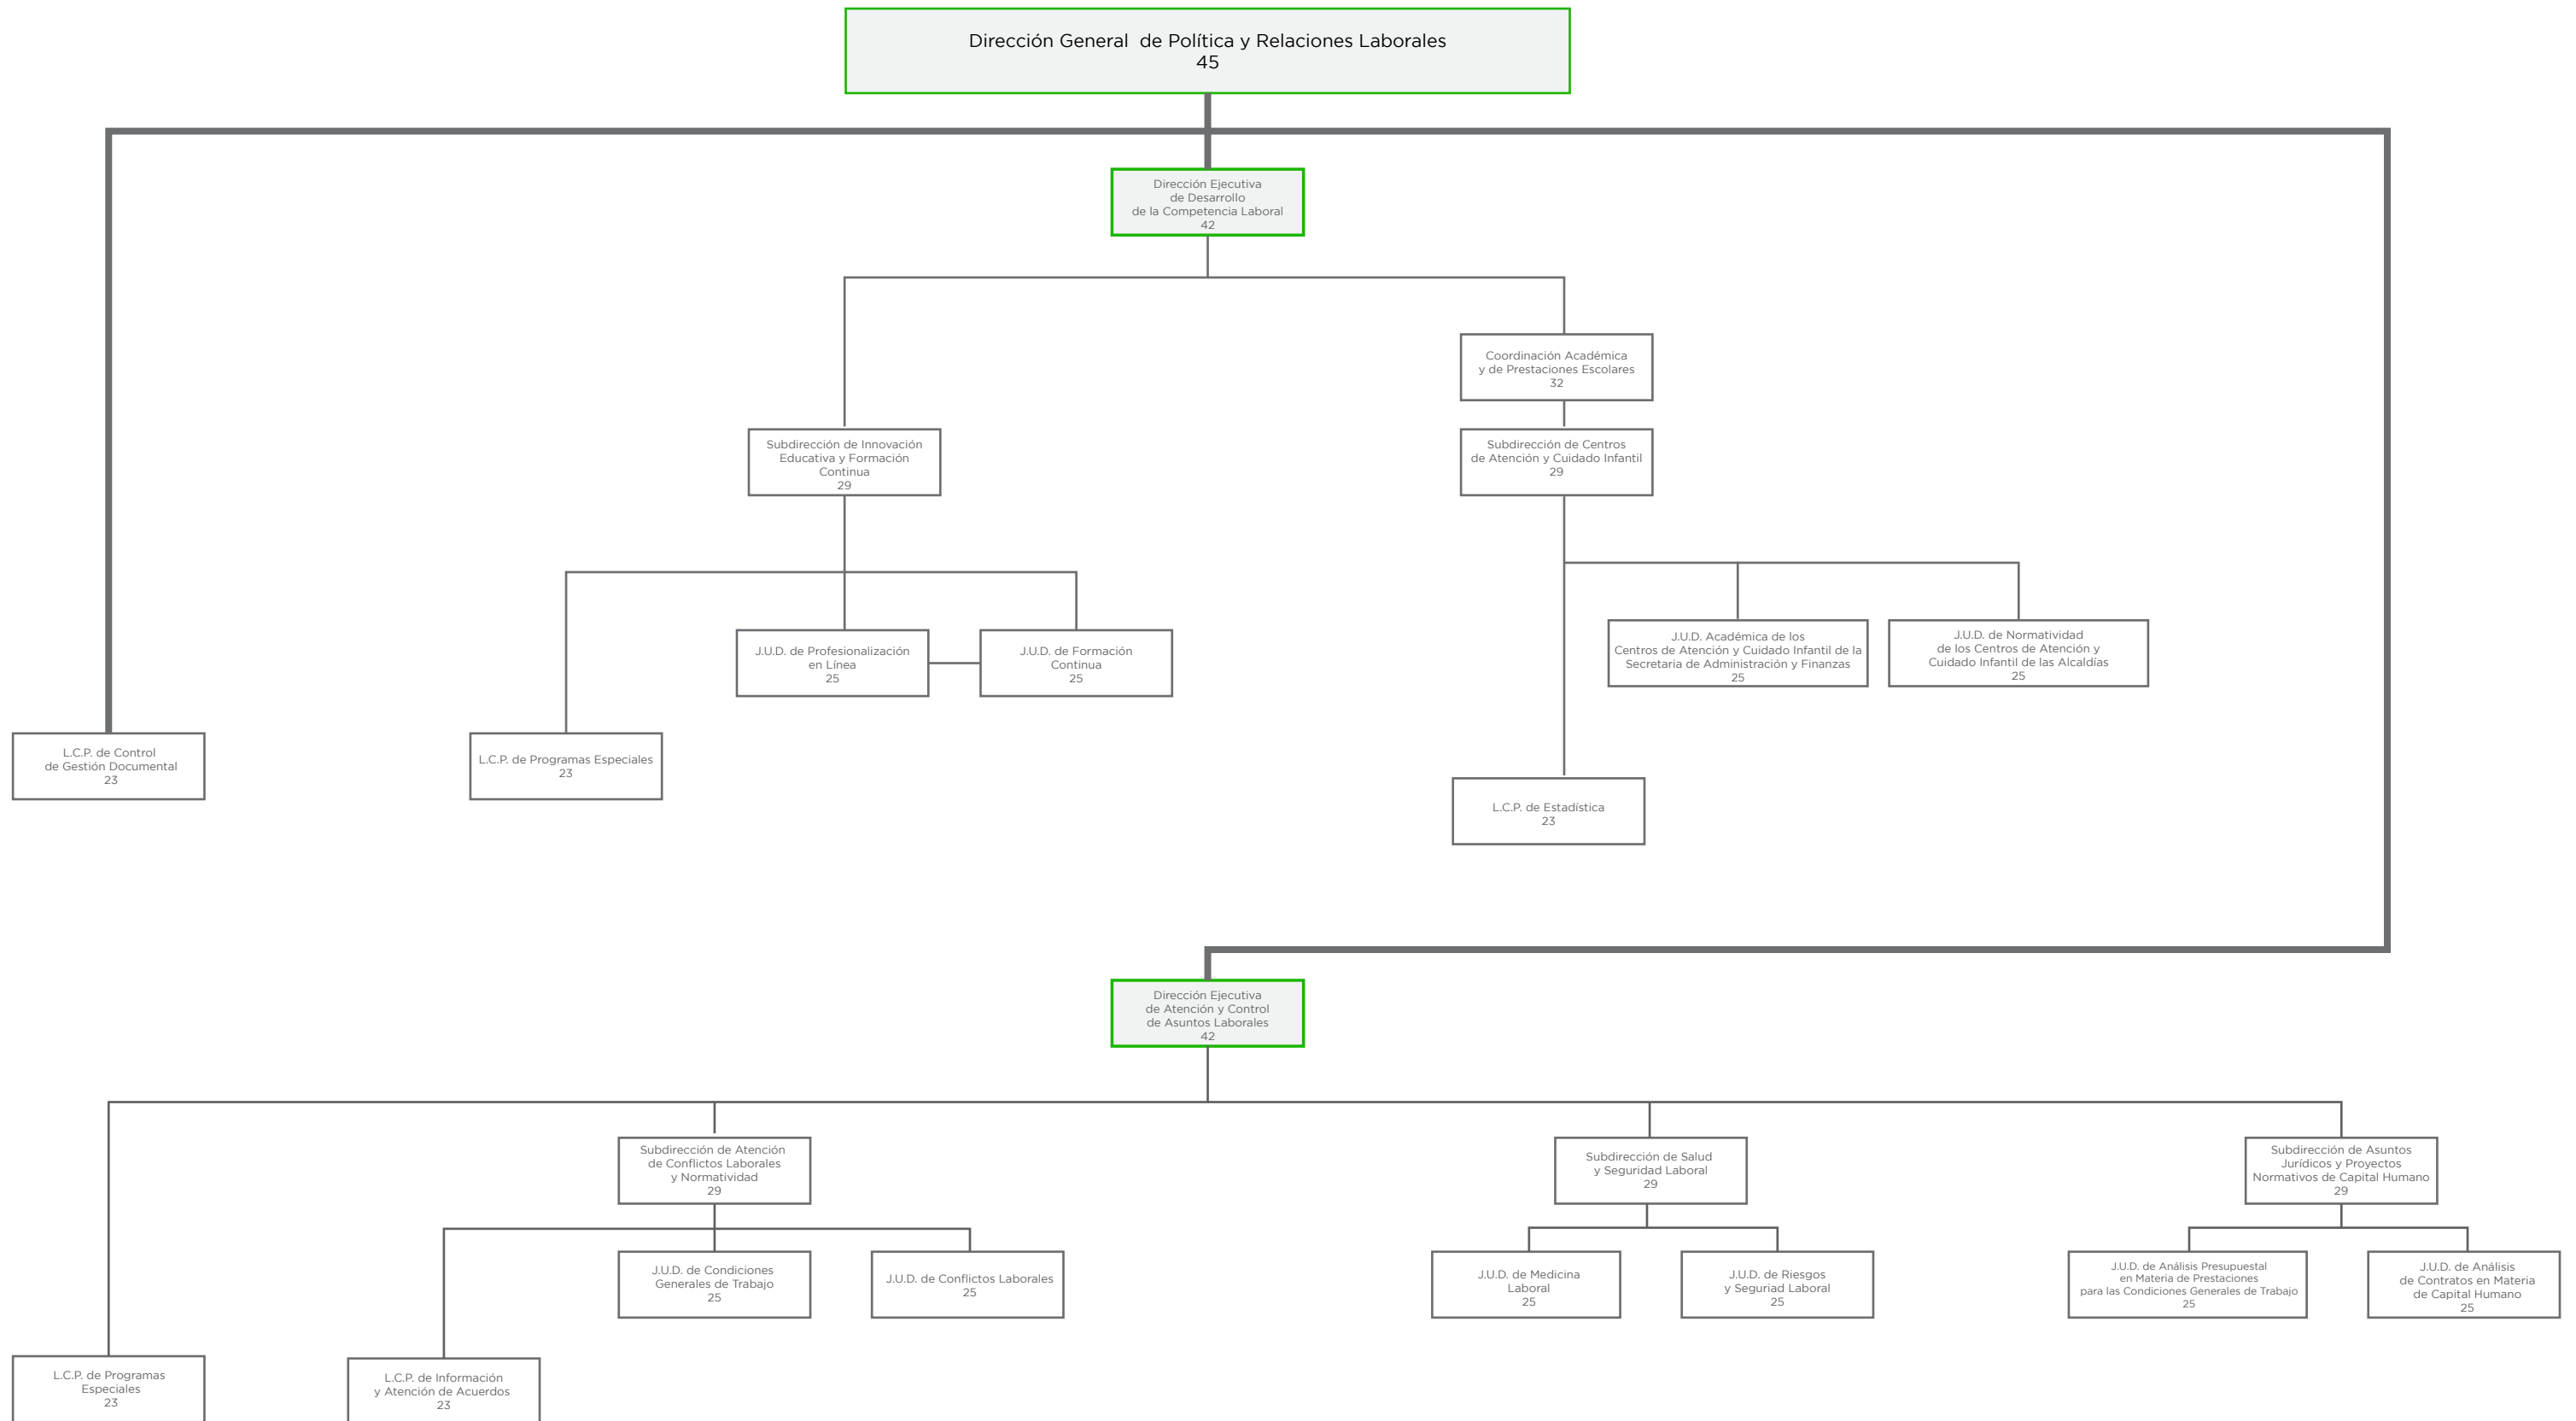 Dirección General  de Política y Relaciones Laborales
45
Dirección Ejecutiva
de Desarrollo
de la Competencia Laboral
42
Coordinación Académica
y de Prestaciones Escolares
32
Subdirección de Innovación
Educativa y Formación
Continua
29
Subdirección de Centros
de Atención y Cuidado Infantil
29
J.U.D. de Profesionalización
en Línea
25
J.U.D. de Formación
Continua
25
J.U.D. Académica de los
Centros de Atención y Cuidado Infantil de la
Secretaria de Administración y Finanzas
25
J.U.D. de Normatividad
de los Centros de Atención y
Cuidado Infantil de las Alcaldías
25
L.C.P. de Control
de Gestión Documental
23
L.C.P. de Programas Especiales
23
L.C.P. de Estadística
23
Dirección Ejecutiva
de Atención y Control
de Asuntos Laborales
42
Subdirección de Atención
de Conflictos Laborales
y Normatividad
29
Subdirección de Salud
y Seguridad Laboral
29
Subdirección de Asuntos
Jurídicos y Proyectos
Normativos de Capital Humano
29
J.U.D. de Condiciones
Generales de Trabajo
25
J.U.D. de Conflictos Laborales
25
J.U.D. de Medicina
Laboral
25
J.U.D. de Riesgos
y Seguriad Laboral
25
J.U.D. de Análisis Presupuestal
en Materia de Prestaciones
para las Condiciones Generales de Trabajo
25
J.U.D. de Análisis
de Contratos en Materia
de Capital Humano
25
L.C.P. de Programas
Especiales
23
L.C.P. de Información
y Atención de Acuerdos
23